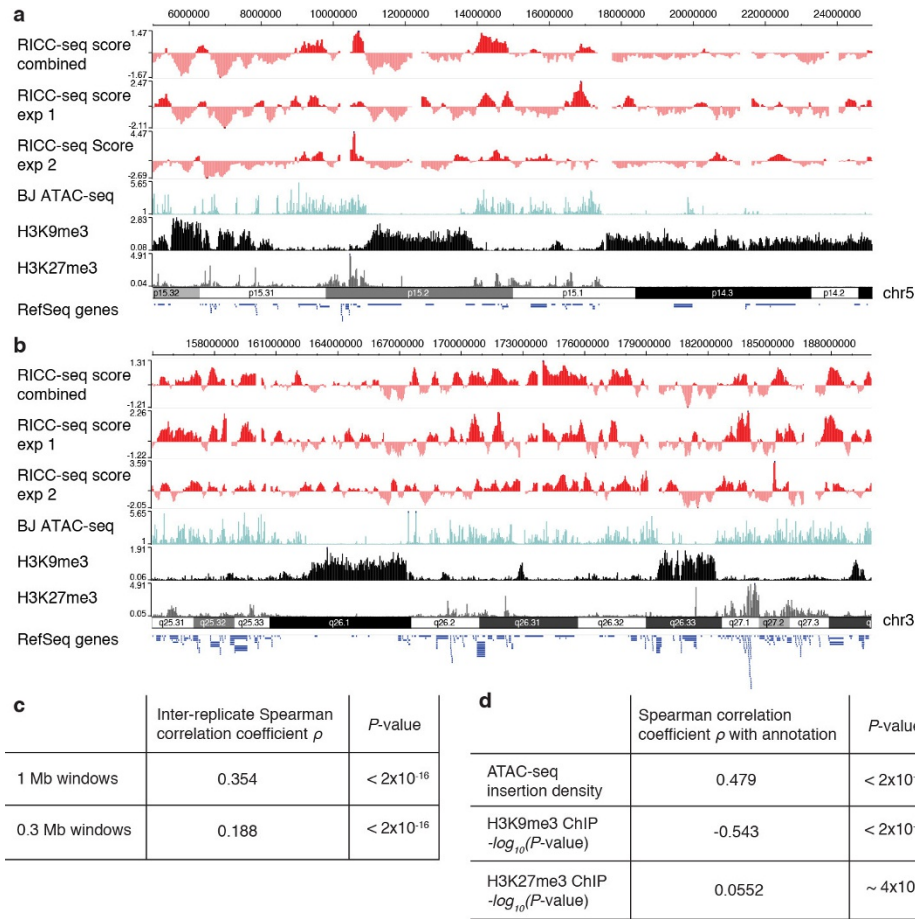 a
6000000 8000000 10000000 12000000 14000000 16000000 18000000 20000000 22000000 24000000
RICC-seq score
combined
1.47
-1.67
RICC-seq score
exp 1
2.47
-2.11
RICC-seq Score
exp 2
4.47
-2.69
BJ ATAC-seq
5.65
1
H3K9me3
2.83
0.08
H3K27me3
4.91
0.04
p15.32 p15.31 p15.2 p15.1 p14.3 p14.2
chr5
RefSeq genes
b
158000000 161000000 164000000 167000000 170000000 173000000 176000000 179000000 182000000 185000000 188000000
RICC-seq score
combined
1.31
-1.21
RICC-seq score
exp 1
2.26
-1.22
RICC-seq score
exp 2
3.59
-2.05
BJ ATAC-seq
5.65
1
H3K9me3
1.91
0.06
H3K27me3
4.91
0.05
q25.31 q25.32 q25.33 q26.1 q26.2 q26.31 q26.32 q26.33 q27.1 q27.2 q27.3 q
chr3
RefSeq genes
c
Inter-replicate Spearman
correlation coefficient ρ
P-value
1 Mb windows 0.354 < 2x10-16
0.3 Mb windows 0.188 < 2x10-16
d
Spearman correlation
coefficient ρ with annotation
P-valu
ATAC-seq
insertion density
0.479 < 2x10
H3K9me3 ChIP
-log10(P-value)
-0.543 < 2x10
H3K27me3 ChIP
-log10(P-value)
0.0552 ~ 4x10